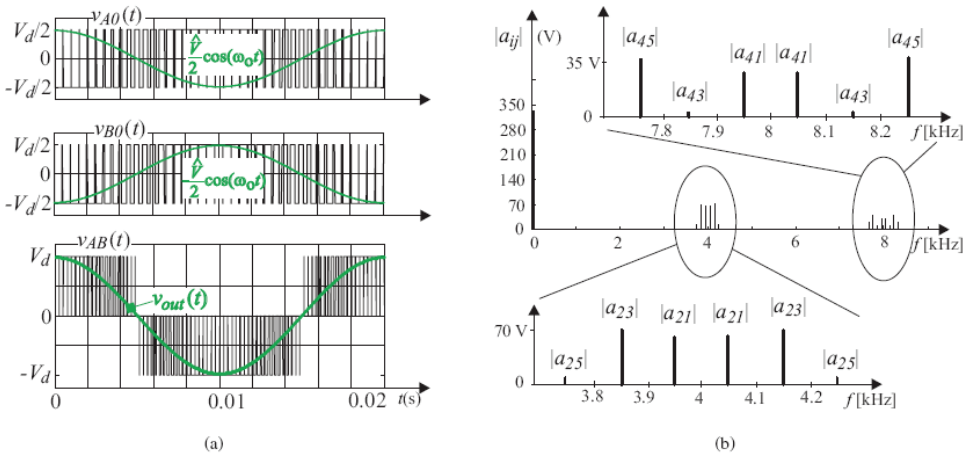 v_A0(t)
V_d/2
0
-V_d/2
V̂/2 cos(ω_o t)
v_B0(t)
V_d/2
0
-V_d/2
-V̂/2 cos(ω_o t)
v_AB(t)
V_d
0
-V_d
v_out(t)
0 0.01 0.02 t(s)
(a)
|a_ij| (V)
350
280
210
140
70
0
0 2 4 6 8 f[kHz]
|a_45| |a_43| |a_41| |a_41| |a_43| |a_45|
35 V
0
7.8 7.9 8 8.1 8.2 f[kHz]
|a_25| |a_23| |a_21| |a_21| |a_23| |a_25|
70 V
0
3.8 3.9 4 4.1 4.2 f[kHz]
(b)